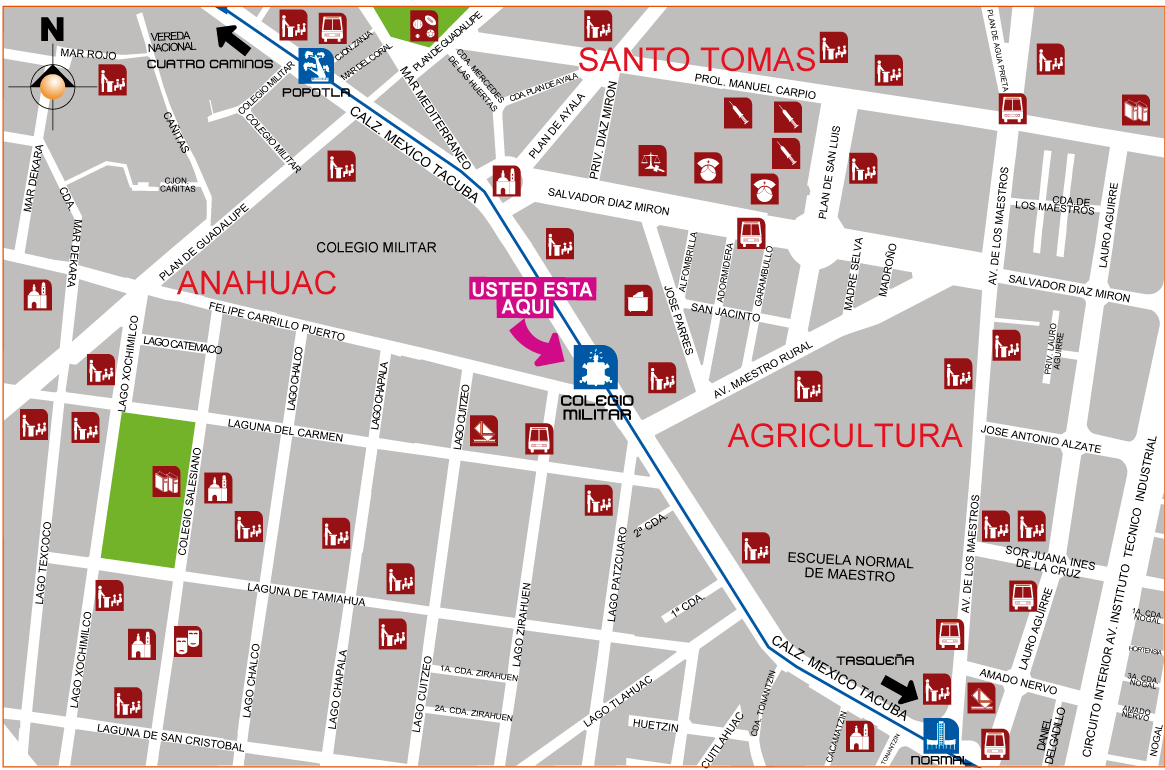 N
MAR ROJO
VEREDA
NACIONAL
CUATRO CAMINOS
COLEGIO MILITAR
CJON.ZANJA
MAR DEL CORAL
PLAN DE GUADALUPE
POPOTLA
COLEGIO MILITAR
CAÑITAS
CALZ. MEXICO TACUBA
MAR MEDITERRANEO
CDA. MERCEDES
DE LAS HUERTAS
CDA. PLAN DE AYALA
PLAN DE AYALA
PRIV. DIAZ MIRON
SANTO TOMAS
PROL. MANUEL CARPIO
PLAN DE AGUA PRIETA
MAR DEKARA
CDA.
MAR DEKARA
CJON
CAÑITAS
PLAN DE GUADALUPE
COLEGIO MILITAR
SALVADOR DIAZ MIRON
PLAN DE SAN LUIS
AV. DE LOS MAESTROS
CDA DE
LOS MAESTROS
LAURO AGUIRRE
ANAHUAC
USTED ESTA
AQUI
ALFOMBRILLA
ADORMIDERA
GARAMBULLO
MADRE SELVA
MADROÑO
SALVADOR DIAZ MIRON
JOSE PARRES
SAN JACINTO
FELIPE CARRILLO PUERTO
LAGO XOCHIMILCO
LAGO CATEMACO
LAGO CHALCO
LAGO CHAPALA
LAGO CUITZEO
AV. MAESTRO RURAL
PRIV. LAURO
AGUIRRE
COLEGIO
MILITAR
LAGUNA DEL CARMEN
AGRICULTURA
JOSE ANTONIO ALZATE
COLEGIO SALESIANO
LAGO TEXCOCO
2ª CDA.
LAGO PATZCUARO
ESCUELA NORMAL
DE MAESTRO
AV. DE LOS MAESTROS
SOR JUANA INES
DE LA CRUZ
CIRCUITO INTERIOR AV. INSTITUTO TECNICO INDUSTRIAL
LAGUNA DE TAMIAHUA
LAGO ZIRAHUEN
1ª CDA.
LAURO AGUIRRE
1A. CDA.
NOGAL
HORTENSIA
3A. CDA
NOGAL
AMADO
NERVO
NOGAL
LAGO XOCHIMILCO
LAGO CHALCO
LAGO CHAPALA
LAGO CUITZEO
1A. CDA. ZIRAHUEN
2A. CDA. ZIRAHUEN
LAGO TLAHUAC
HUETZIN
CUITLAHUAC
CDA. TONANTZIN
CALZ. MEXICO TACUBA
TASQUEÑA
AMADO NERVO
CACAMATZIN
TONANTZIN
NORMAL
DANIEL
DELGADILLO
LAGUNA DE SAN CRISTOBAL